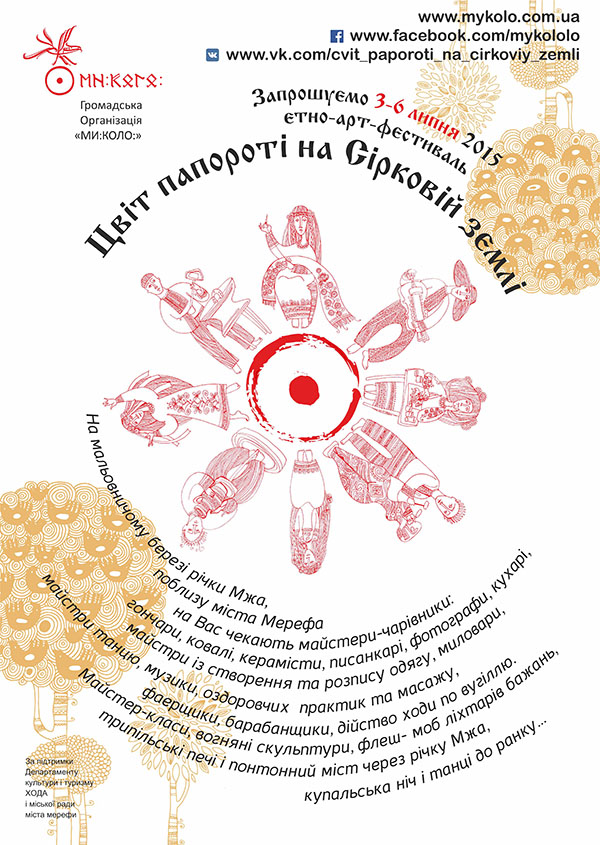 www.mykolo.com.ua
www.facebook.com/mykololo
www.vk.com/cvit_paporoti_na_cirkoviy_zemli
МИ:КОЛО:
Громадська
Організація
«МИ:КОЛО:»
Запрошуємо 3-6 липня 2015
етно-арт-фестиваль
Цвіт папороті на Сірковій землі
На мальовничому березі річки Мжа,
поблизу міста Мерефа
на Вас чекають майстери-чарівники:
гончари, ковалі, керамісти, писанкарі, фотографи, кухарі,
майстри із створення та розпису одягу, миловари,
майстри танцю, музики, оздоровчих практик та масажу,
фаерщики, барабанщики, дійство ходи по вугіллю.
Майстер-класи, вогняні скульптури, флеш- моб ліхтарів бажань,
трипільські печі і понтонний міст через річку Мжа,
купальська ніч і танці до ранку...
За підтримки
Департаменту
культури і туризму
ХОДА
і міської ради
міста мерефи